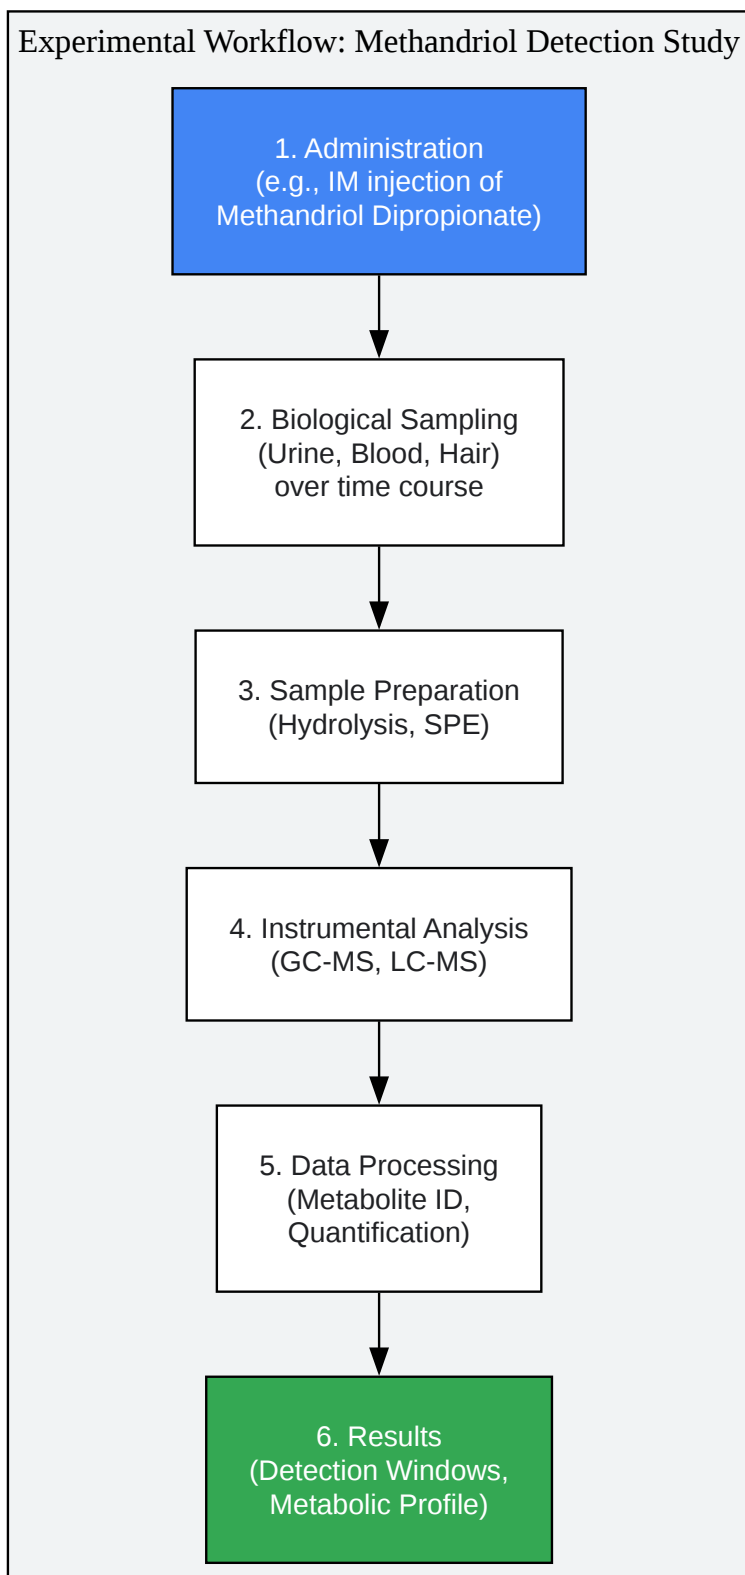 Experimental Workflow: Methandriol Detection Study
1. Administration
(e.g., IM injection of
Methandriol Dipropionate)
2. Biological Sampling
(Urine, Blood, Hair)
over time course
3. Sample Preparation
(Hydrolysis, SPE)
4. Instrumental Analysis
(GC-MS, LC-MS)
5. Data Processing
(Metabolite ID,
Quantification)
6. Results
(Detection Windows,
Metabolic Profile)